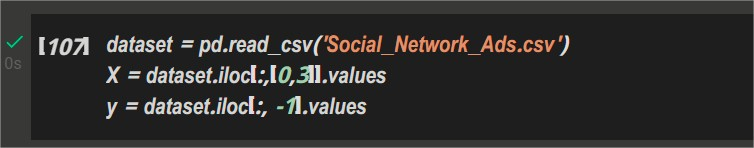 [107] dataset = pd.read_csv('Social_Network_Ads.csv')
X = dataset.iloc[:,[0,3]].values
y = dataset.iloc[:, -1].values
0s